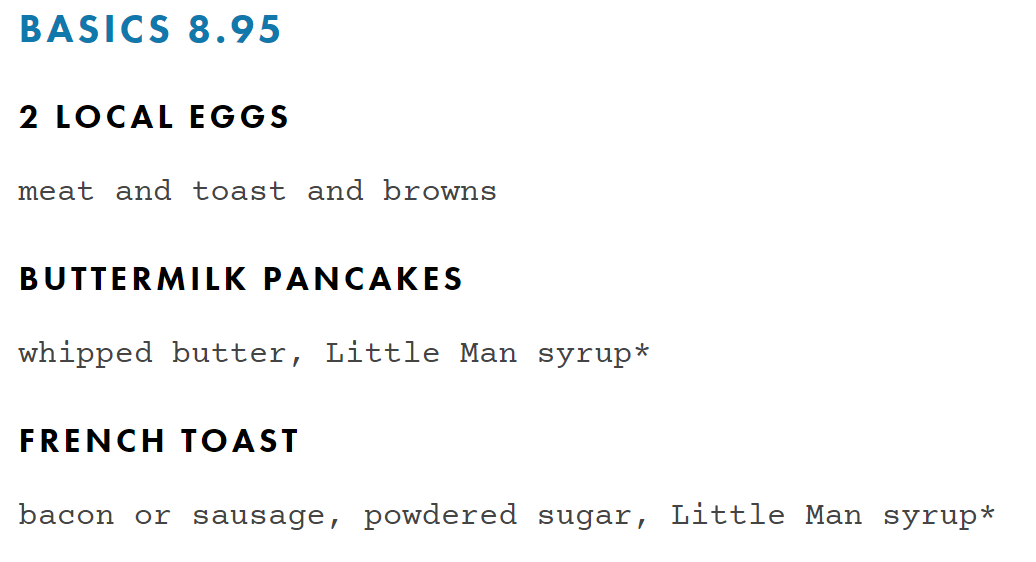 BASICS 8.95
2 LOCAL EGGS
meat and toast and browns
BUTTERMILK PANCAKES
whipped butter, Little Man syrup*
FRENCH TOAST
bacon or sausage, powdered sugar, Little Man syrup*